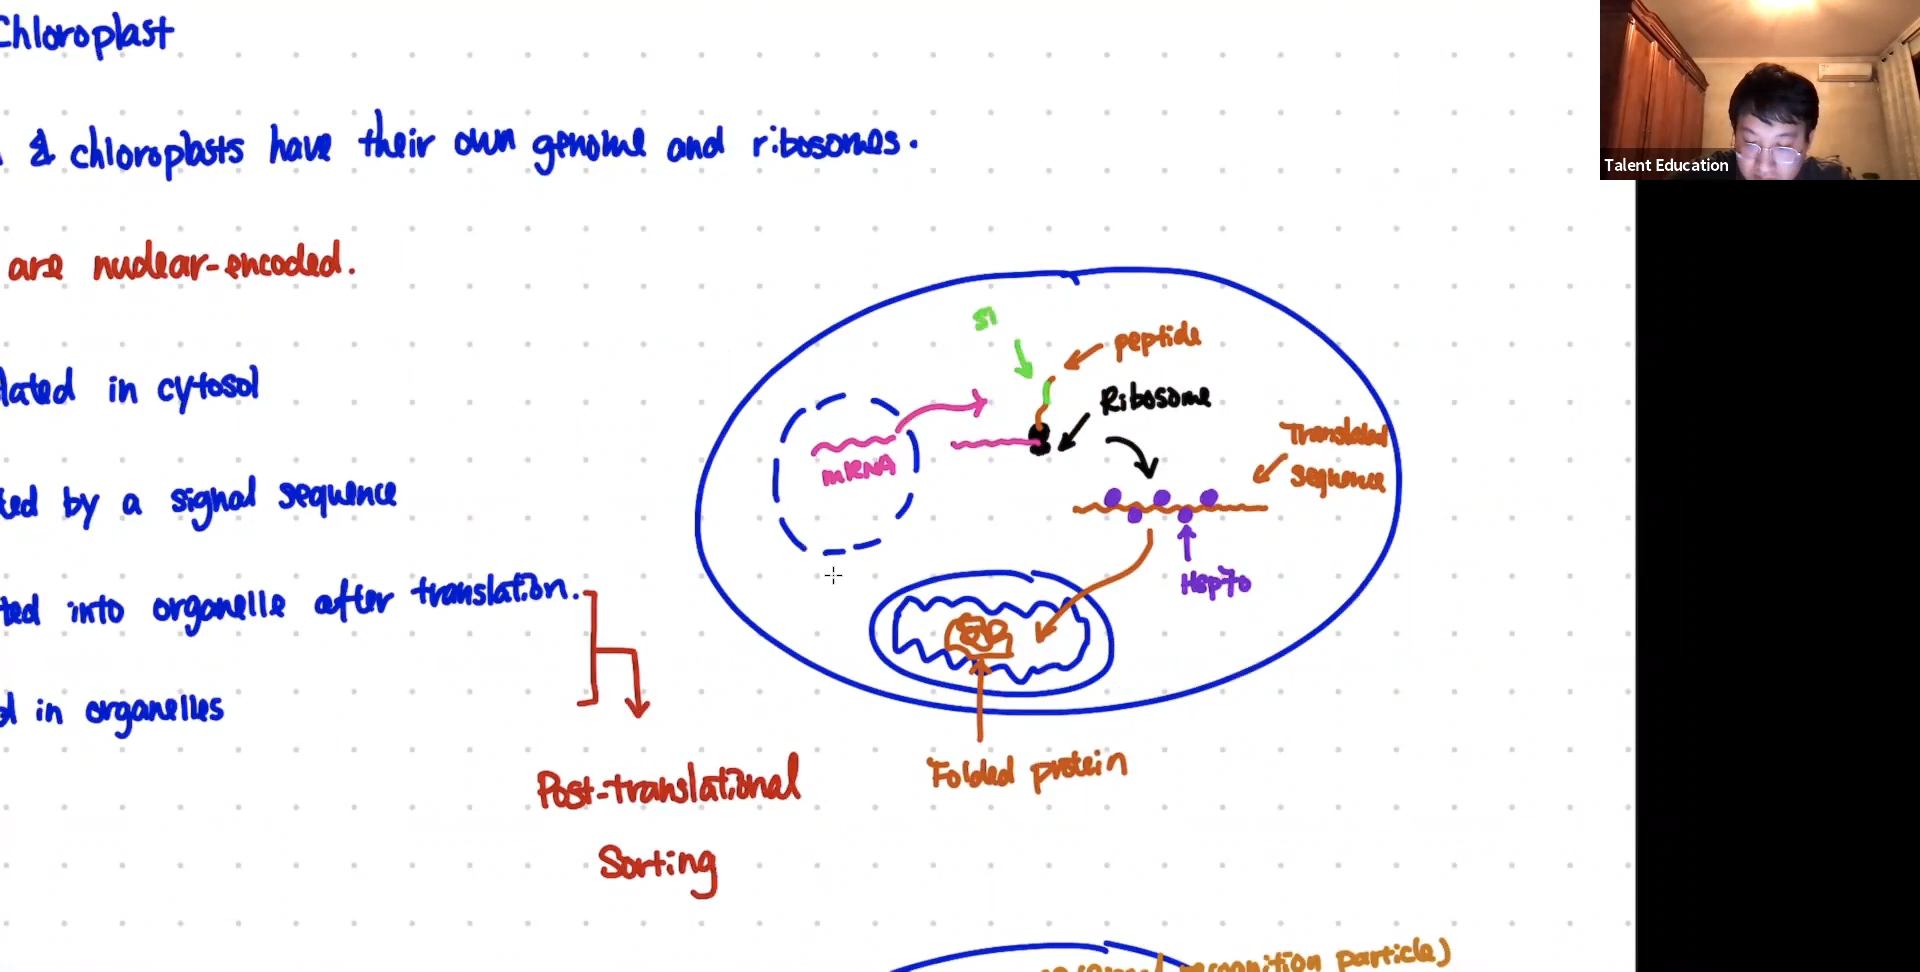 Chloroplast
& chloroplasts have their own genome and ribosomes.
are nuclear-encoded.
lated in cytosol
ted by a signal sequence
ted into organelle after translation.
d in organelles
Post-translational
Sorting
peptide
Ribosome
mRNA
Translated
sequence
Hsp70
Folded protein
recognition particle)
Talent Education